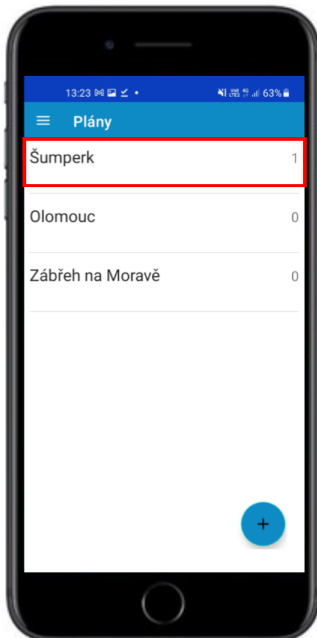 13:23 63%
Plány
Šumperk 1
Olomouc 0
Zábřeh na Moravě 0
+